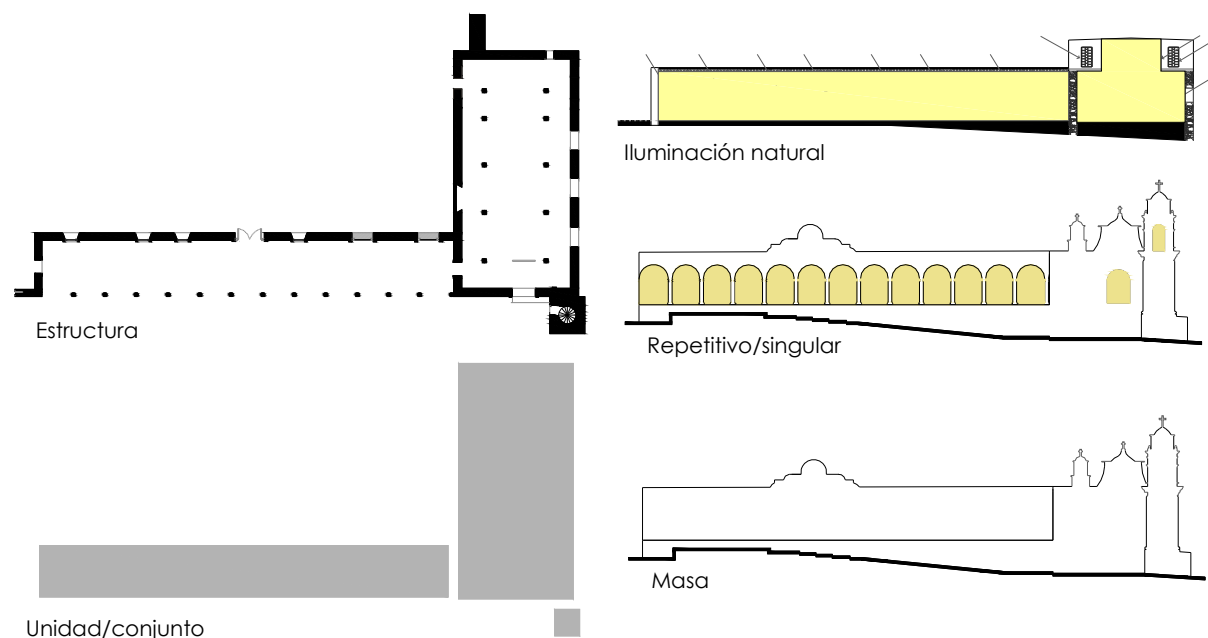 Estructura
Unidad/conjunto
Iluminación natural
Repetitivo/singular
Masa